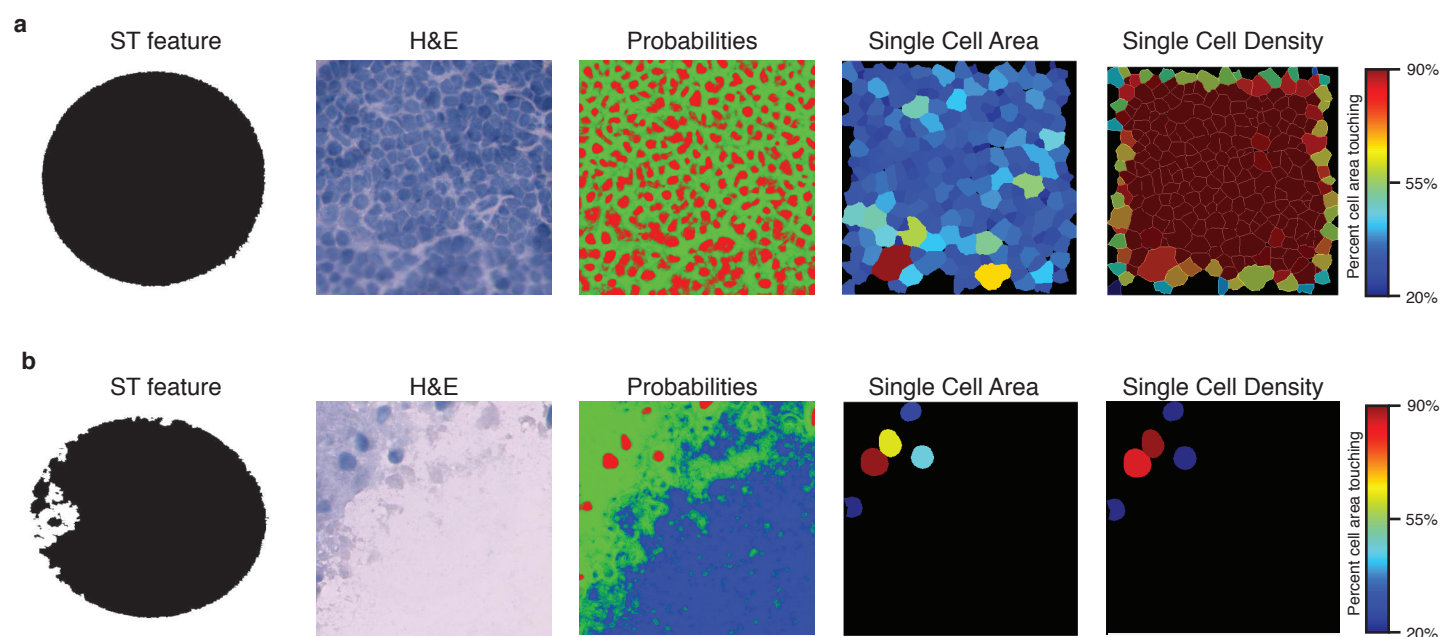 a
ST feature
H&E
Probabilities
Single Cell Area
Single Cell Density
90%
55%
20%
Percent cell area touching
b
ST feature
H&E
Probabilities
Single Cell Area
Single Cell Density
90%
55%
20%
Percent cell area touching